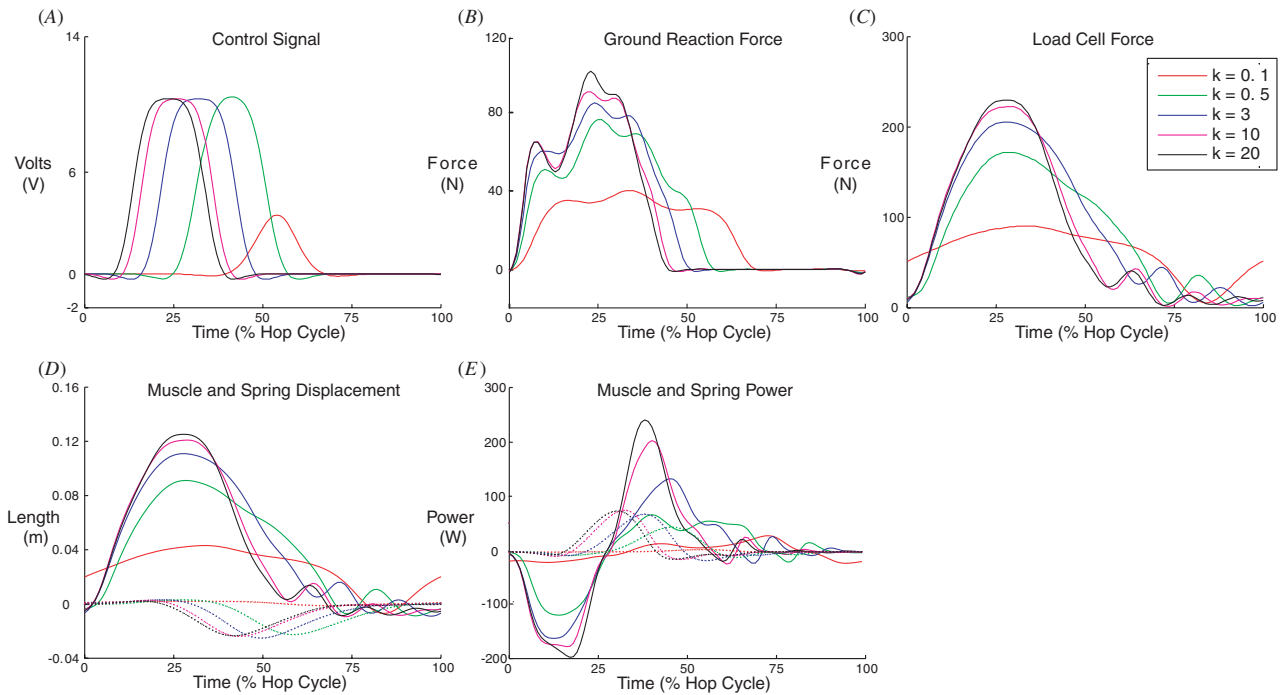 (A)
Control Signal
14
6
0
-2
Volts
(V)
0 25 50 75 100
Time (% Hop Cycle)
(B)
Ground Reaction Force
120
80
40
0
Force
(N)
0 25 50 75 100
Time (% Hop Cycle)
(C)
Load Cell Force
300
200
100
0
Force
(N)
0 25 50 75 100
Time (% Hop Cycle)
k = 0. 1
k = 0. 5
k = 3
k = 10
k = 20
(D)
Muscle and Spring Displacement
0.16
0.12
0.08
0.04
0
-0.04
Length
(m)
0 25 50 75 100
Time (% Hop Cycle)
(E)
Muscle and Spring Power
300
200
100
0
-100
-200
Power
(W)
0 25 50 75 100
Time (% Hop Cycle)